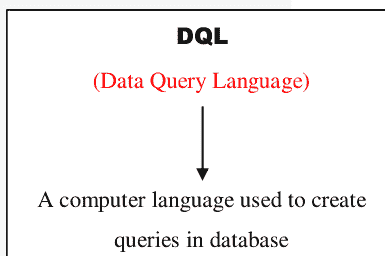 DQL
(Data Query Language)
A computer language used to create
queries in database